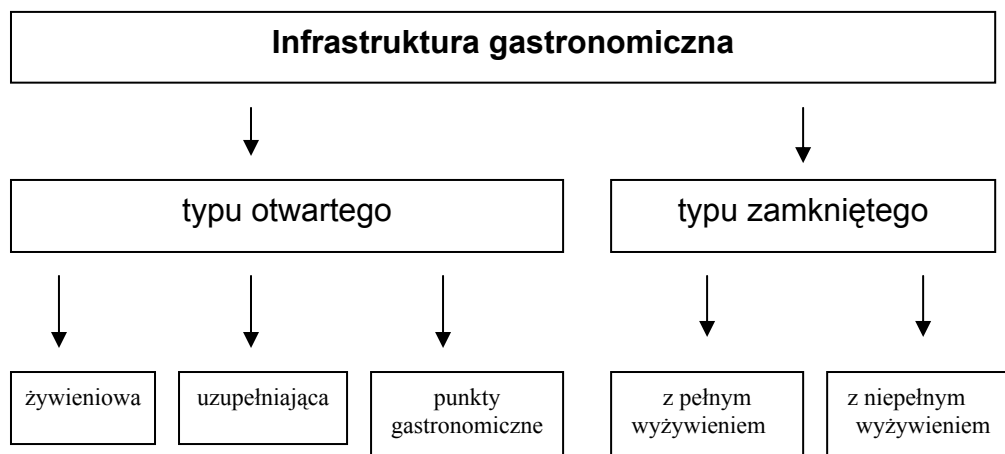 Infrastruktura gastronomiczna
typu otwartego
typu zamkniętego
żywieniowa
uzupełniająca
punkty
gastronomiczne
z pełnym
wyżywieniem
z niepełnym
wyżywieniem